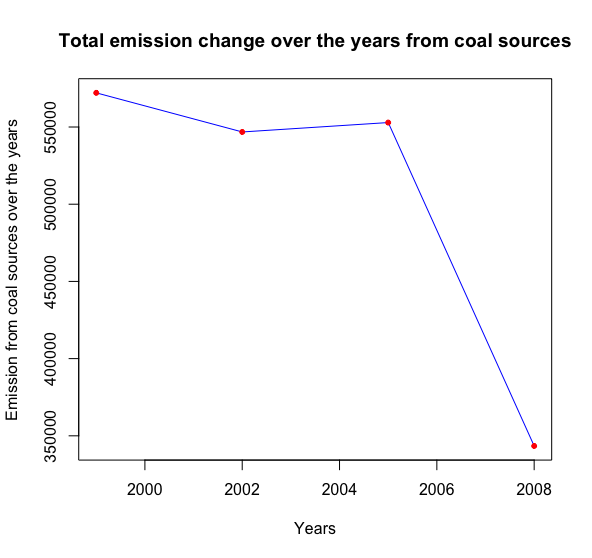 Total emission change over the years from coal sources
Emission from coal sources over the years
550000
500000
450000
400000
350000
2000 2002 2004 2006 2008
Years